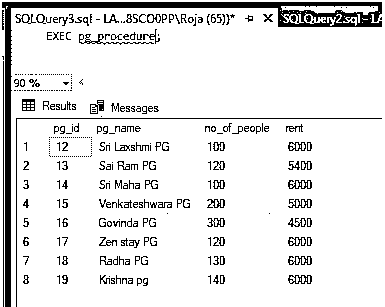 SQLQuery3.sql - LA...8SCO0PP\Roja (65))* SQLQuery2.sql - LA
EXEC pg_procedure;
90 %
Results Messages
pg_id pg_name no_of_people rent
1 12 Sri Laxshmi PG 100 6000
2 13 Sai Ram PG 120 5400
3 14 Sri Maha PG 100 6000
4 15 Venkateshwara PG 200 5000
5 16 Govinda PG 300 4500
6 17 Zen stay PG 120 6000
7 18 Radha PG 130 6000
8 19 Krishna pg 140 6000